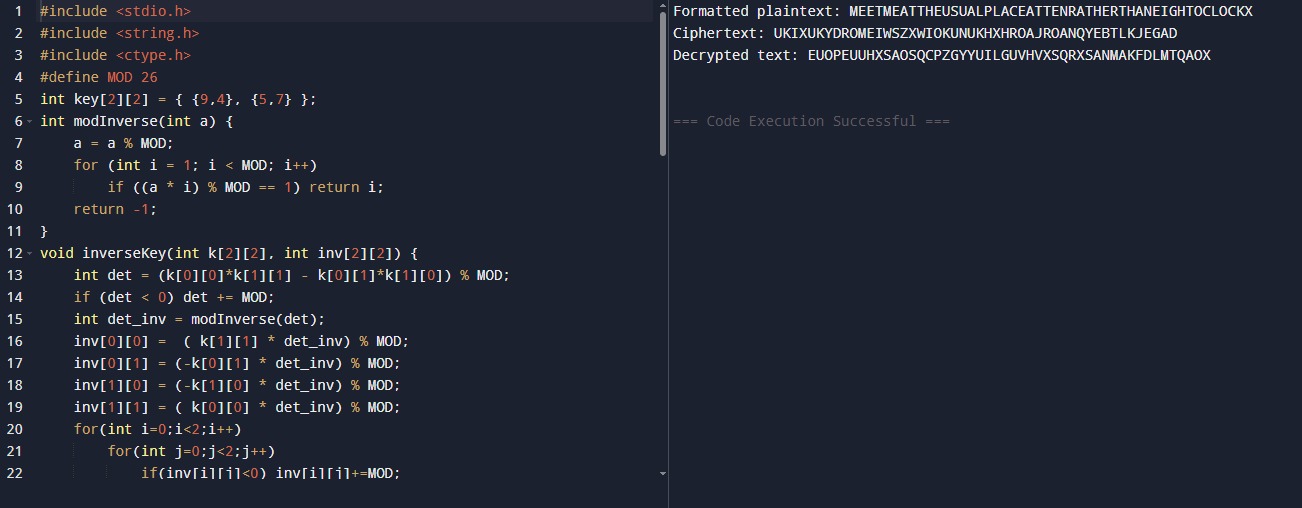 1 #include <stdio.h>
2 #include <string.h>
3 #include <ctype.h>
4 #define MOD 26
5 int key[2][2] = { {9,4}, {5,7} };
6 int modInverse(int a) {
7 a = a % MOD;
8 for (int i = 1; i < MOD; i++)
9 if ((a * i) % MOD == 1) return i;
10 return -1;
11 }
12 void inverseKey(int k[2][2], int inv[2][2]) {
13 int det = (k[0][0]*k[1][1] - k[0][1]*k[1][0]) % MOD;
14 if (det < 0) det += MOD;
15 int det_inv = modInverse(det);
16 inv[0][0] =  ( k[1][1] * det_inv) % MOD;
17 inv[0][1] = (-k[0][1] * det_inv) % MOD;
18 inv[1][0] = (-k[1][0] * det_inv) % MOD;
19 inv[1][1] = ( k[0][0] * det_inv) % MOD;
20 for(int i=0;i<2;i++)
21 for(int j=0;j<2;j++)
22 if(inv[i][j]<0) inv[i][j]+=MOD;
Formatted plaintext: MEETMEATTHEUSUALPLACEATTENRATHERTHANEIGHTOCLOCKX
Ciphertext: UKIXUKYDROMEIWSZXWIOKUNUKHXHROAJROANQYEBTLKJEGAD
Decrypted text: EUOPEUUHXSAOSQCPZGYYUILGUVHVXSQRXSANMAKFDLMTQAOX
=== Code Execution Successful ===